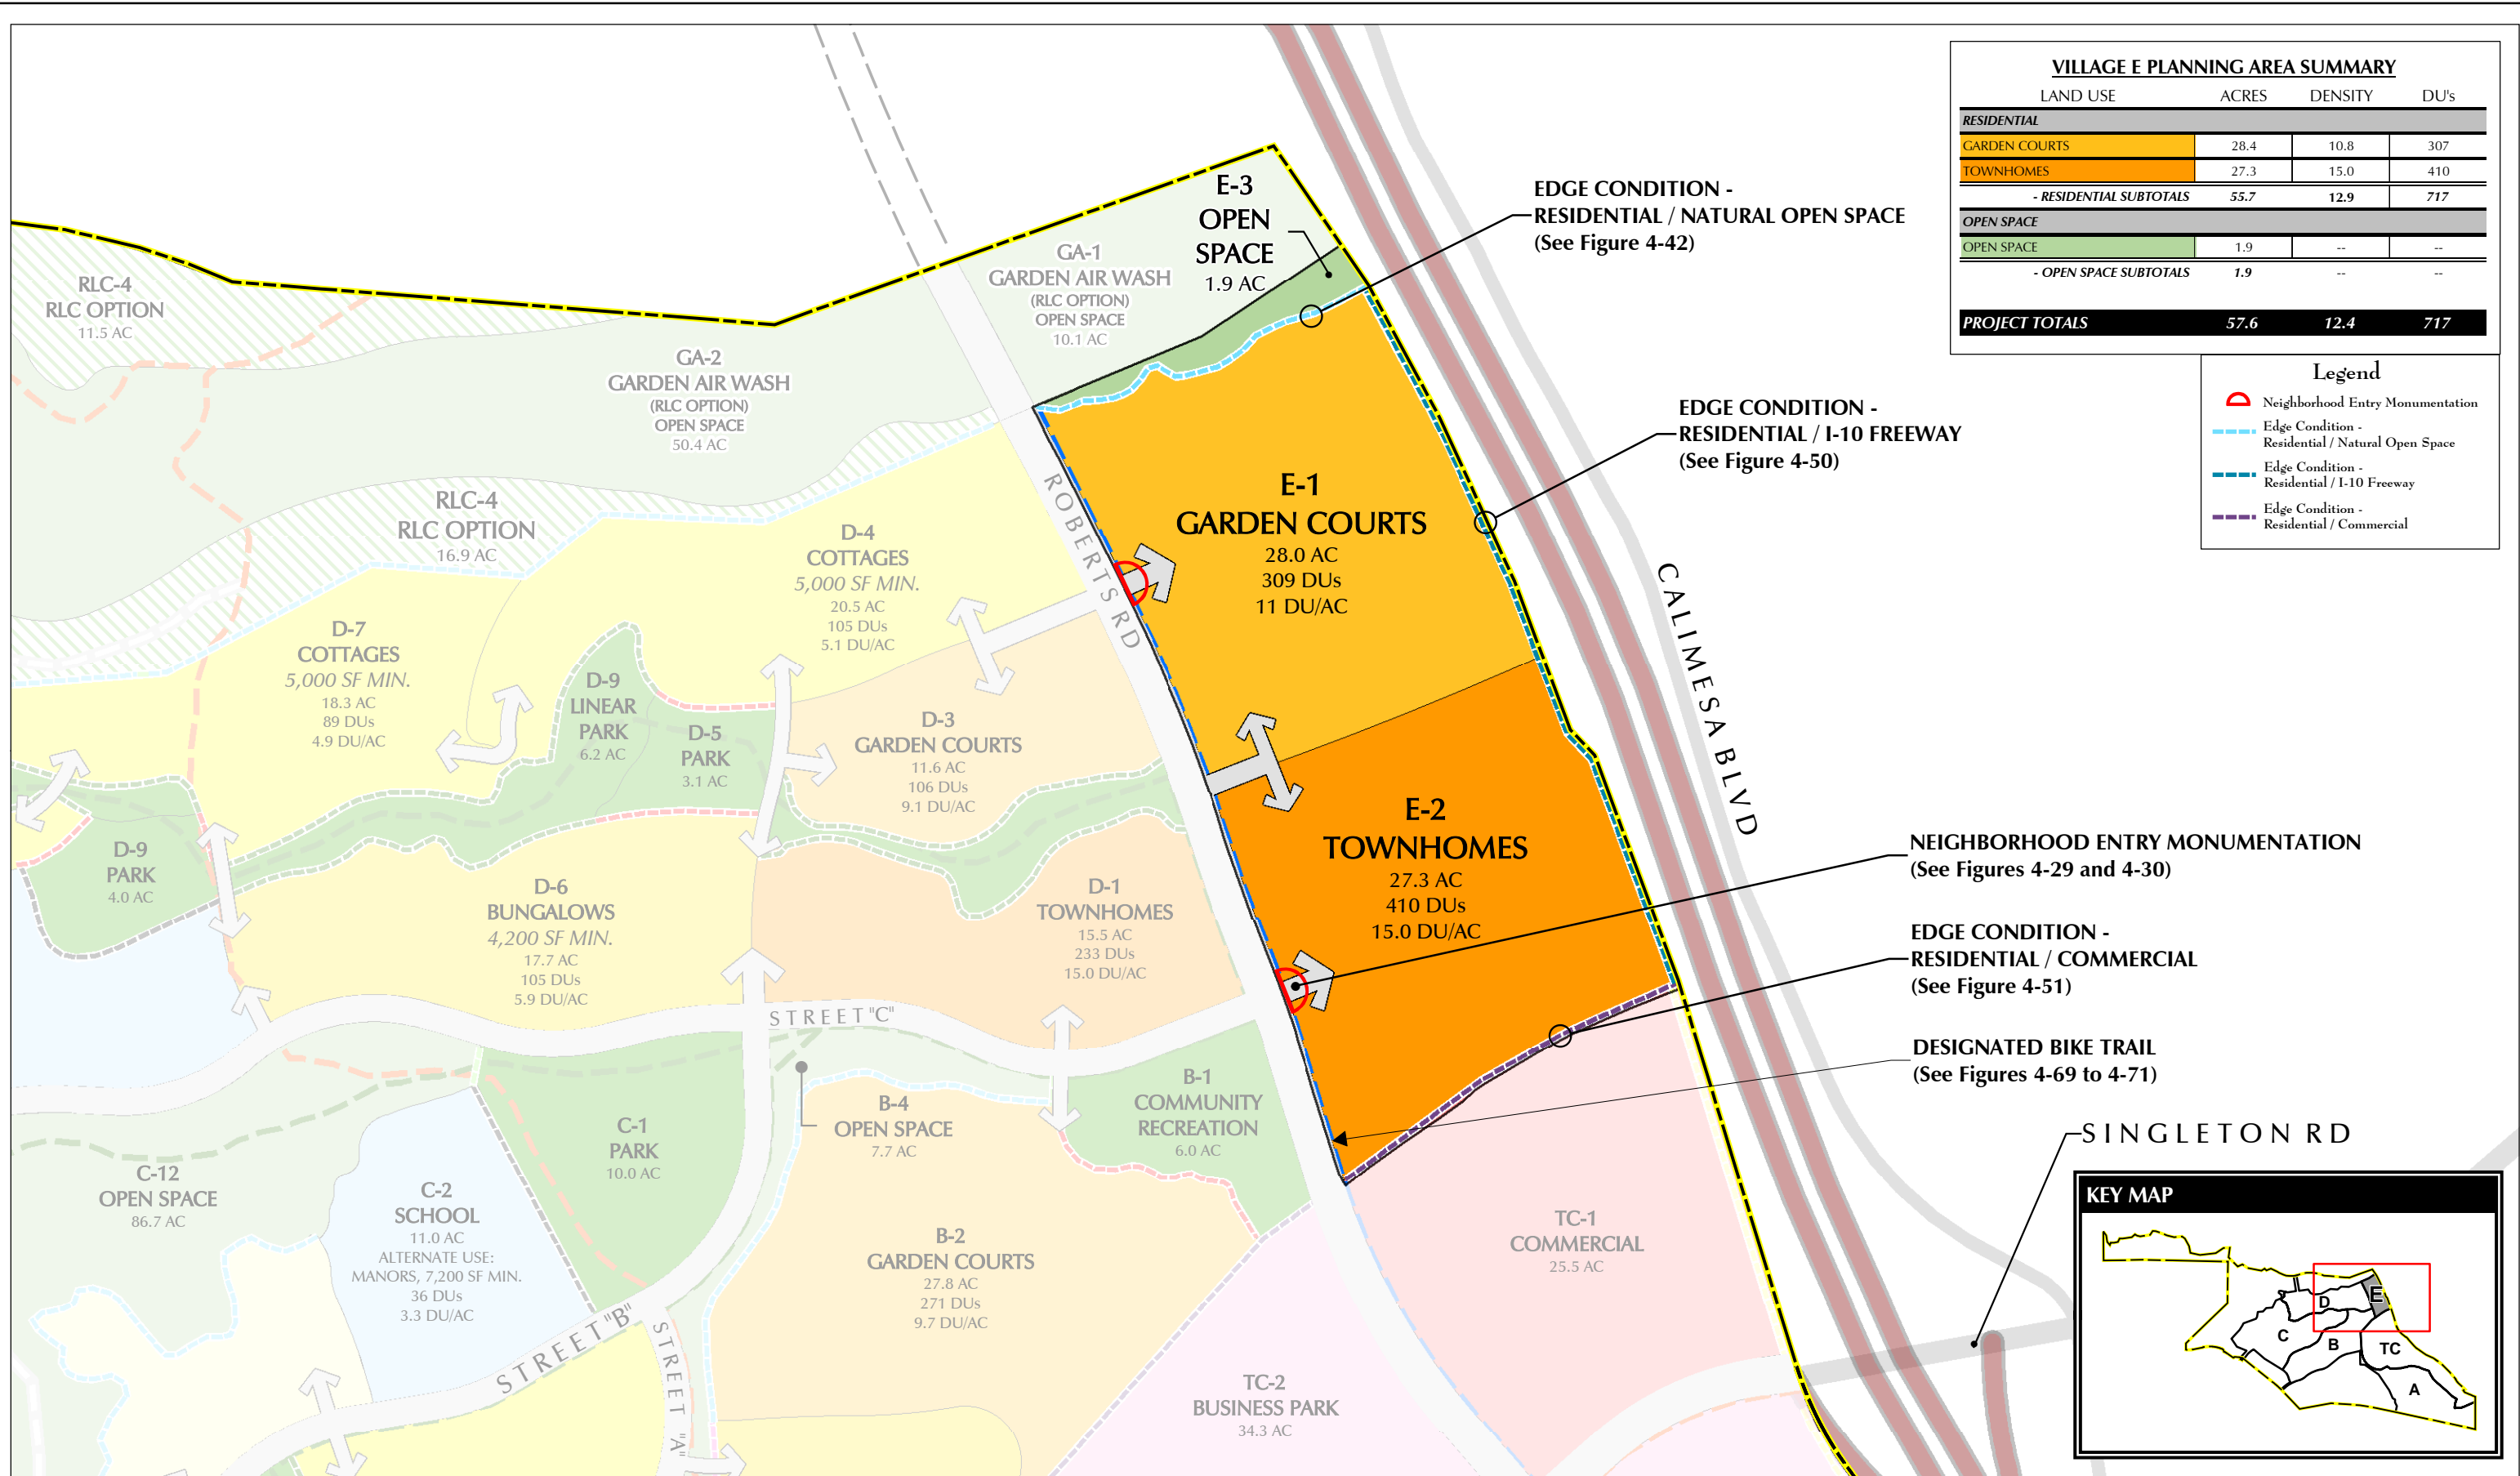 VILLAGE E PLANNING AREA SUMMARY
LAND USE ACRES DENSITY DU's
RESIDENTIAL
GARDEN COURTS 28.4 10.8 307
TOWNHOMES 27.3 15.0 410
- RESIDENTIAL SUBTOTALS 55.7 12.9 717
OPEN SPACE
OPEN SPACE 1.9 -- --
- OPEN SPACE SUBTOTALS 1.9 -- --
PROJECT TOTALS 57.6 12.4 717
Legend
Neighborhood Entry Monumentation
Edge Condition -
Residential / Natural Open Space
Edge Condition -
Residential / I-10 Freeway
Edge Condition -
Residential / Commercial
E-3
OPEN
SPACE
1.9 AC
EDGE CONDITION -
RESIDENTIAL / NATURAL OPEN SPACE
(See Figure 4-42)
GA-1
GARDEN AIR WASH
(RLC OPTION)
OPEN SPACE
10.1 AC
RLC-4
RLC OPTION
11.5 AC
GA-2
GARDEN AIR WASH
(RLC OPTION)
OPEN SPACE
50.4 AC
EDGE CONDITION -
RESIDENTIAL / I-10 FREEWAY
(See Figure 4-50)
E-1
GARDEN COURTS
28.0 AC
309 DUs
11 DU/AC
ROBERTS RD
CALIMESA BLVD
RLC-4
RLC OPTION
16.9 AC
D-4
COTTAGES
5,000 SF MIN.
20.5 AC
105 DUs
5.1 DU/AC
D-7
COTTAGES
5,000 SF MIN.
18.3 AC
89 DUs
4.9 DU/AC
D-9
LINEAR
PARK
6.2 AC
D-5
PARK
3.1 AC
D-3
GARDEN COURTS
11.6 AC
106 DUs
9.1 DU/AC
E-2
TOWNHOMES
27.3 AC
410 DUs
15.0 DU/AC
D-9
PARK
4.0 AC
D-6
BUNGALOWS
4,200 SF MIN.
17.7 AC
105 DUs
5.9 DU/AC
D-1
TOWNHOMES
15.5 AC
233 DUs
15.0 DU/AC
NEIGHBORHOOD ENTRY MONUMENTATION
(See Figures 4-29 and 4-30)
EDGE CONDITION -
RESIDENTIAL / COMMERCIAL
(See Figure 4-51)
DESIGNATED BIKE TRAIL
(See Figures 4-69 to 4-71)
STREET "C"
B-4
OPEN SPACE
7.7 AC
B-1
COMMUNITY
RECREATION
6.0 AC
C-1
PARK
10.0 AC
C-12
OPEN SPACE
86.7 AC
C-2
SCHOOL
11.0 AC
ALTERNATE USE:
MANORS, 7,200 SF MIN.
36 DUs
3.3 DU/AC
B-2
GARDEN COURTS
27.8 AC
271 DUs
9.7 DU/AC
TC-1
COMMERCIAL
25.5 AC
TC-2
BUSINESS PARK
34.3 AC
STREET "B"
STREET "A"
SINGLETON RD
KEY MAP
D
E
C
B
TC
A